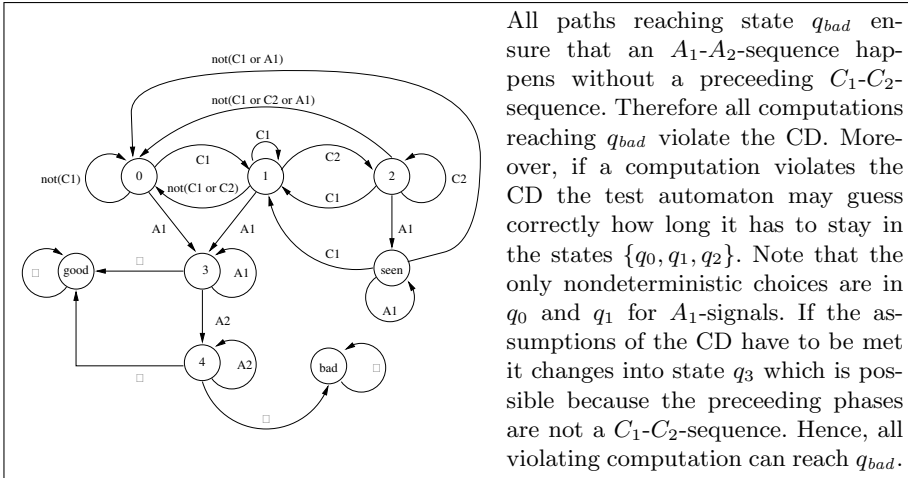 not(C1 or A1)
not(C1 or C2 or A1)
C1
C1
C2
not(C1)
0
not(C1 or C2)
1
C1
2
C2
A1
A1
C1
A1
good
3
A1
seen
A1
A2
4
A2
bad
All paths reaching state q_bad en-
sure that an A1-A2-sequence hap-
pens without a preceeding C1-C2-
sequence. Therefore all computations
reaching q_bad violate the CD. More-
over, if a computation violates the
CD the test automaton may guess
correctly how long it has to stay in
the states {q0, q1, q2}. Note that the
only nondeterministic choices are in
q0 and q1 for A1-signals. If the as-
sumptions of the CD have to be met
it changes into state q3 which is pos-
sible because the preceeding phases
are not a C1-C2-sequence. Hence, all
violating computation can reach q_bad.